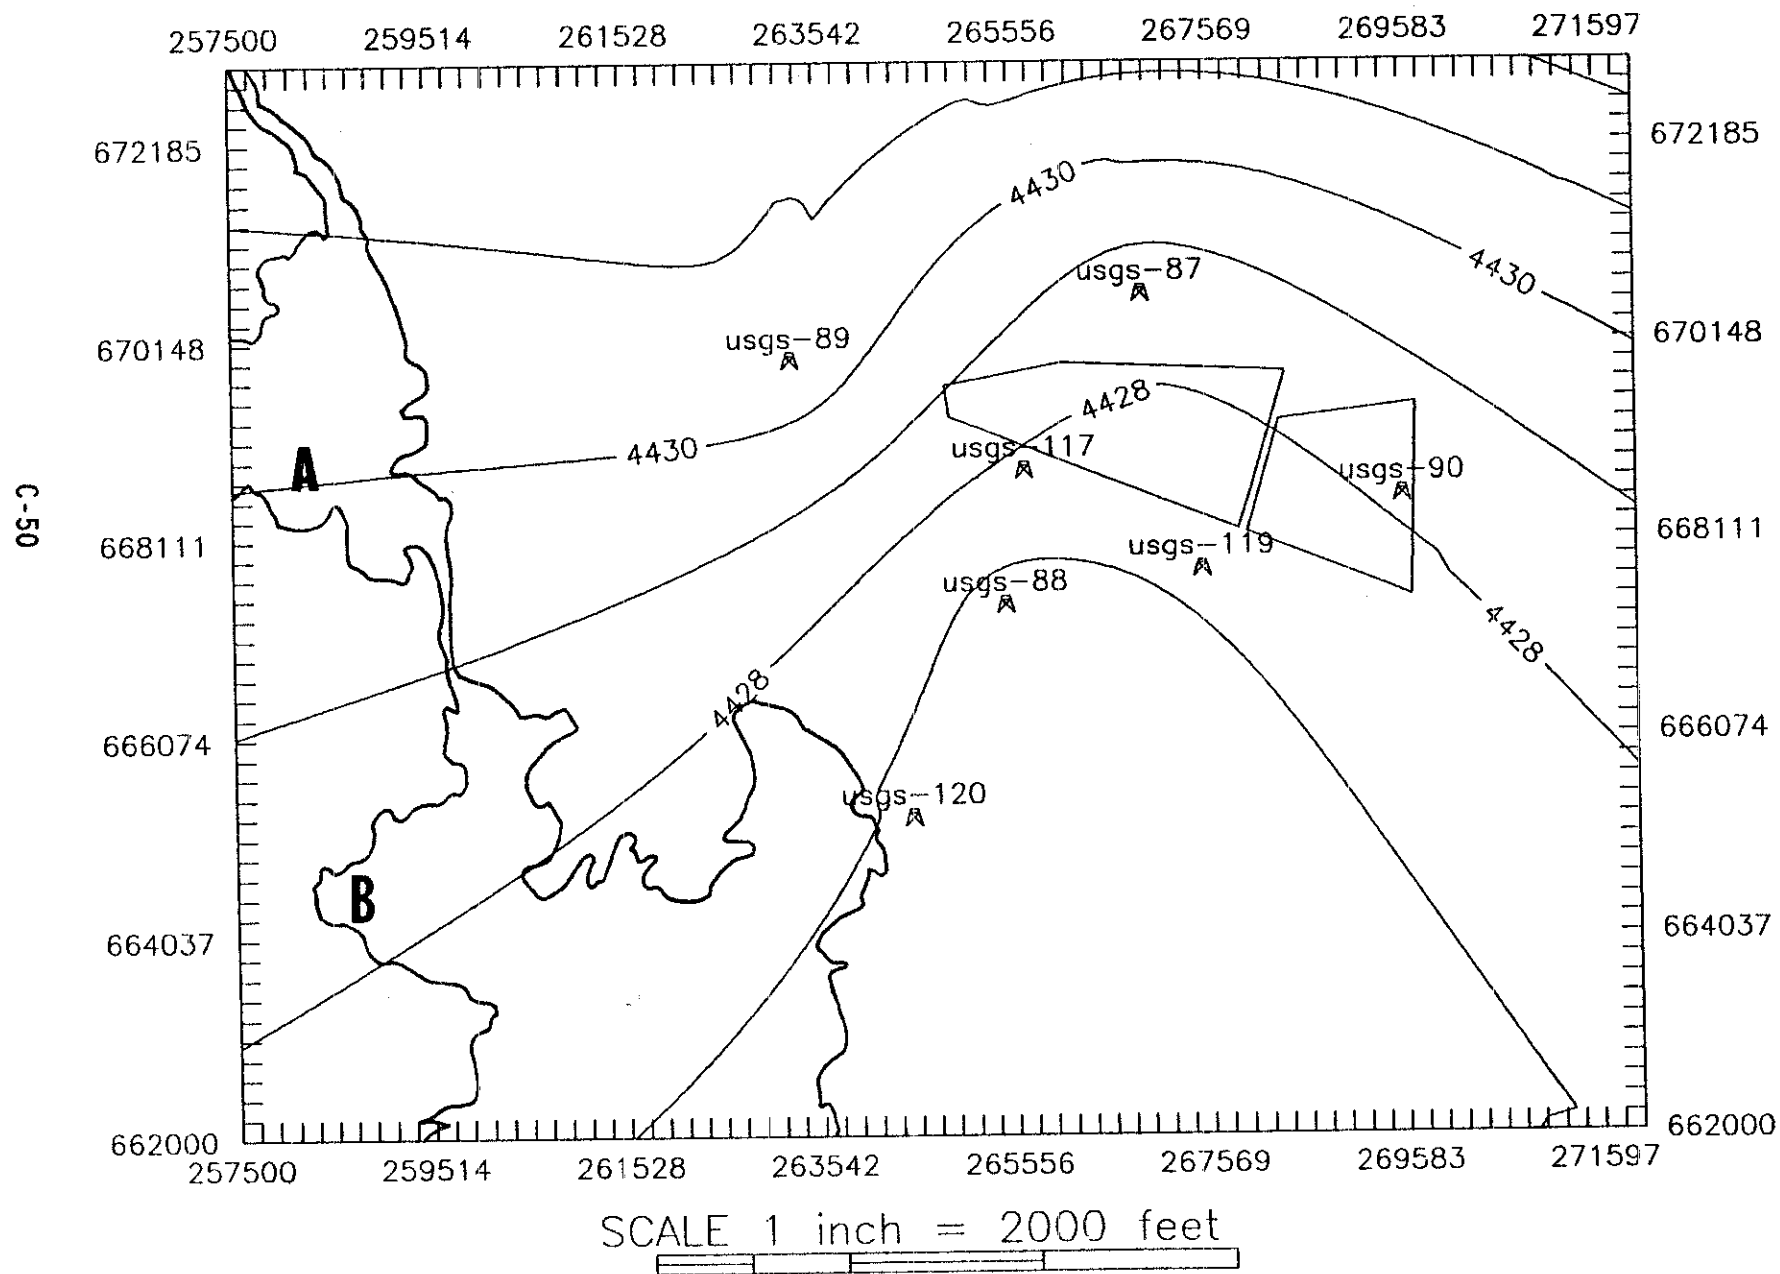 257500 259514 261528 263542 265556 267569 269583 271597
672185 672185
4430
4430
usgs-87
usgs-89
670148 670148
4428
4430
usgs-117
usgs-90
A
C-50
668111 668111
usgs-119
usgs-88
4428
4428
666074 666074
usgs-120
B
664037 664037
662000 662000
257500 259514 261528 263542 265556 267569 269583 271597
SCALE 1 inch = 2000 feet